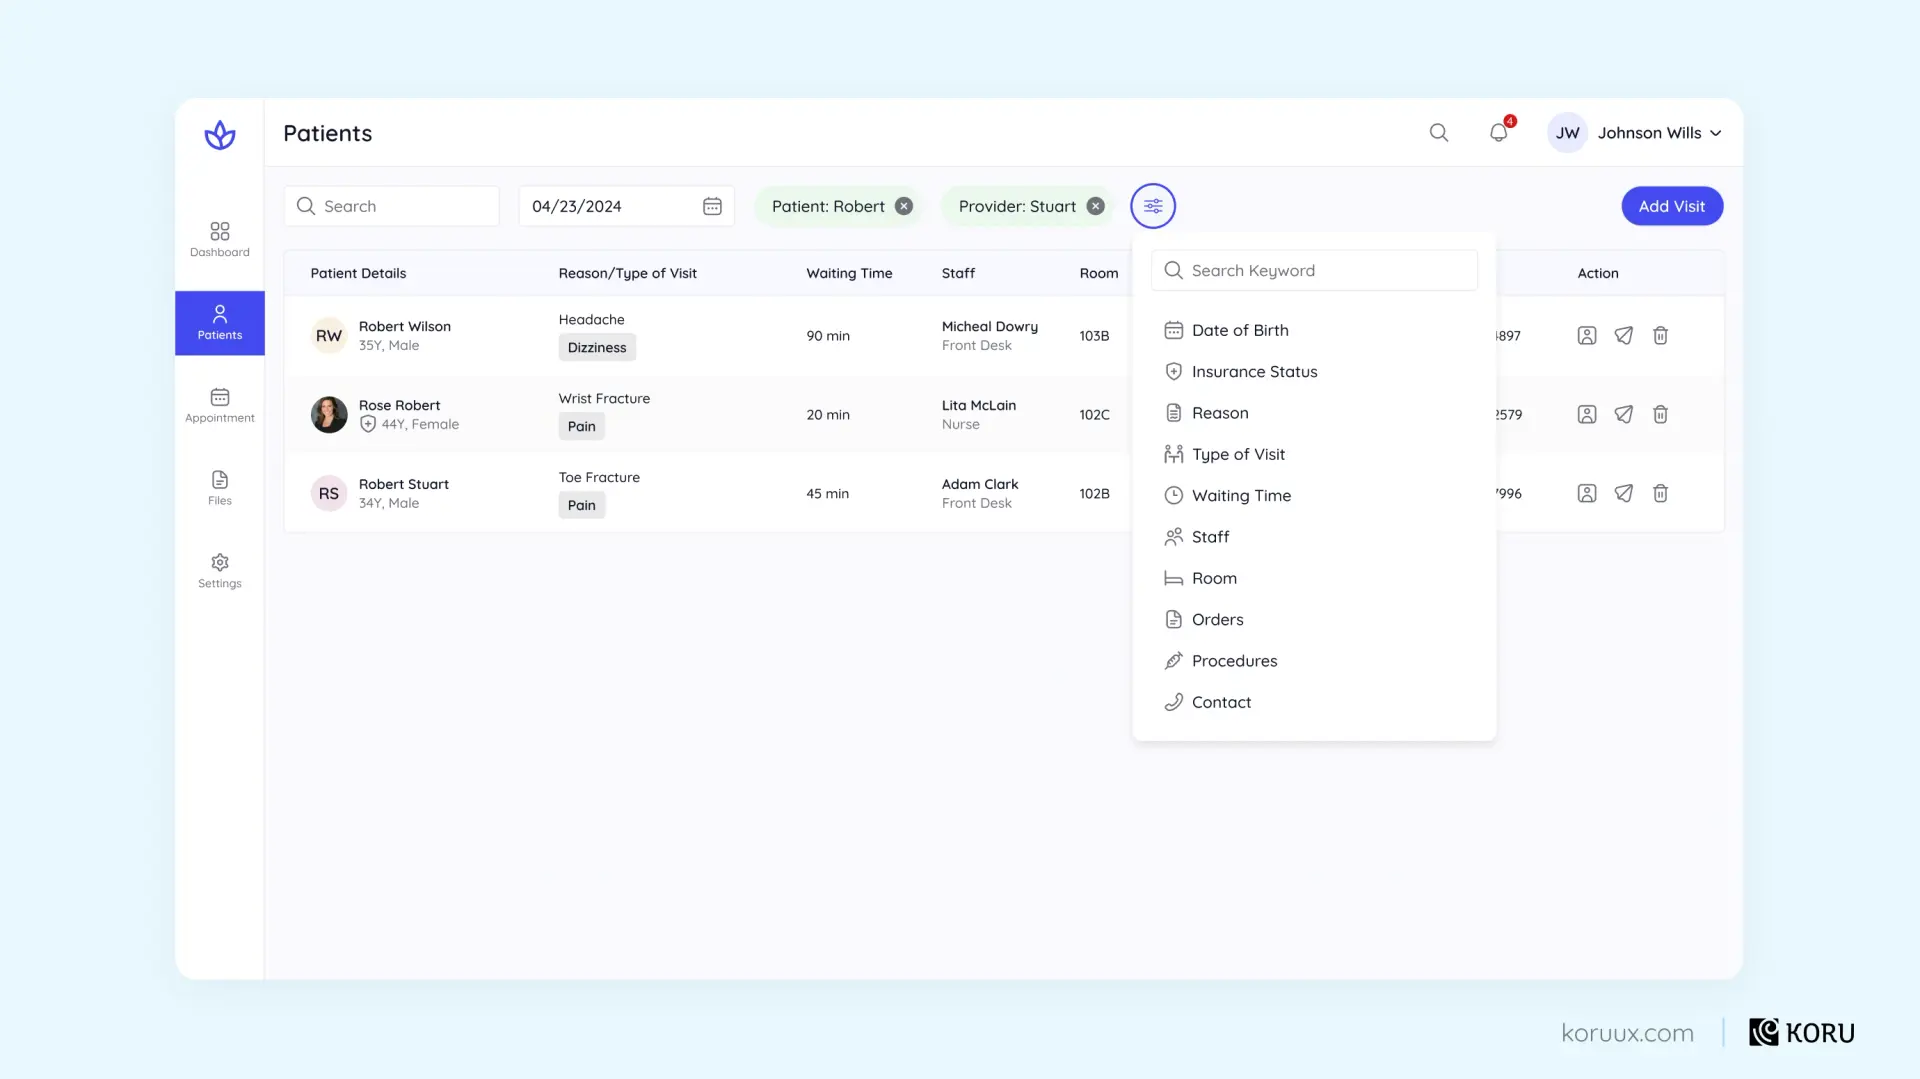 Patients
4
JW
Johnson Wills
Search
04/23/2024
Patient: Robert
Provider: Stuart
Add Visit
Dashboard
Patients
Appointment
Files
Settings
Patient Details
Reason/Type of Visit
Waiting Time
Staff
Room
Action
RW
Robert Wilson
35Y, Male
Headache
Dizziness
90 min
Micheal Dowry
Front Desk
103B
897
Rose Robert
44Y, Female
Wrist Fracture
Pain
20 min
Lita McLain
Nurse
102C
2579
RS
Robert Stuart
34Y, Male
Toe Fracture
Pain
45 min
Adam Clark
Front Desk
102B
7996
Search Keyword
Date of Birth
Insurance Status
Reason
Type of Visit
Waiting Time
Staff
Room
Orders
Procedures
Contact
koruux.com
KORU